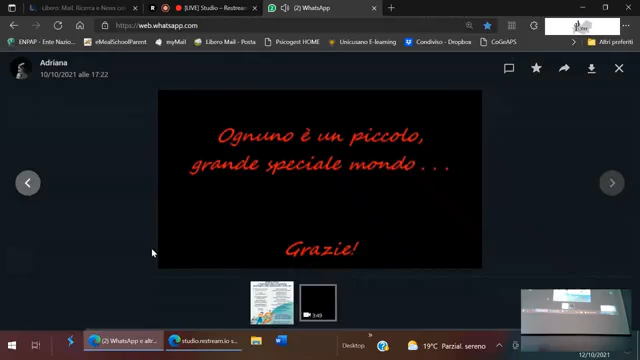 Libero: Mail, Ricerca e News co
[LIVE] Studio – Restream
(2) WhatsApp
https://web.whatsapp.com
ENPAP - Ente Nazio...
eMealSchoolParent
myMail
Libero Mail - Posta
Psicogest HOME
Unicusano E-learning
Condiviso - Dropbox
CoGeAPS
Altri preferiti
Adriana
10/10/2021 alle 17:22
Ognuno è un piccolo,
grande speciale mondo . . .
Grazie!
3:49
(2) WhatsApp e altr...
studio.restream.io s...
Desktop
19°C Parzial. sereno
12/10/2021